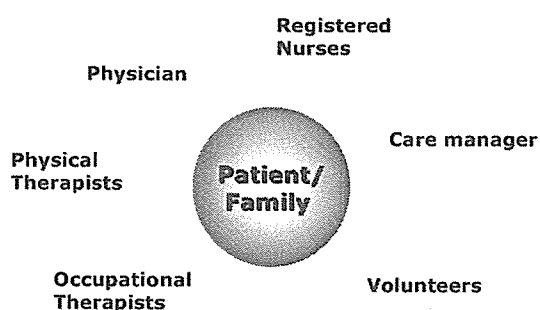 Registered
Nurses
Physician
Care manager
Physical
Therapists
Patient/
Family
Occupational
Therapists
Volunteers